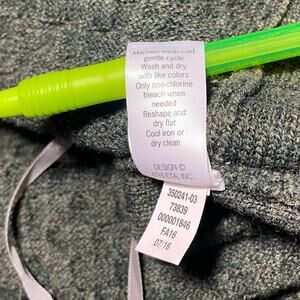 Machine wash cold
gentle cycle
Wash and dry
with like colors
Only non-chlorine
bleach when
needed
Reshape and
dry flat
Cool iron or
dry clean
DESIGN ©
ATHLETA, INC.
350241-03
73839
000001846
FA16
07/16